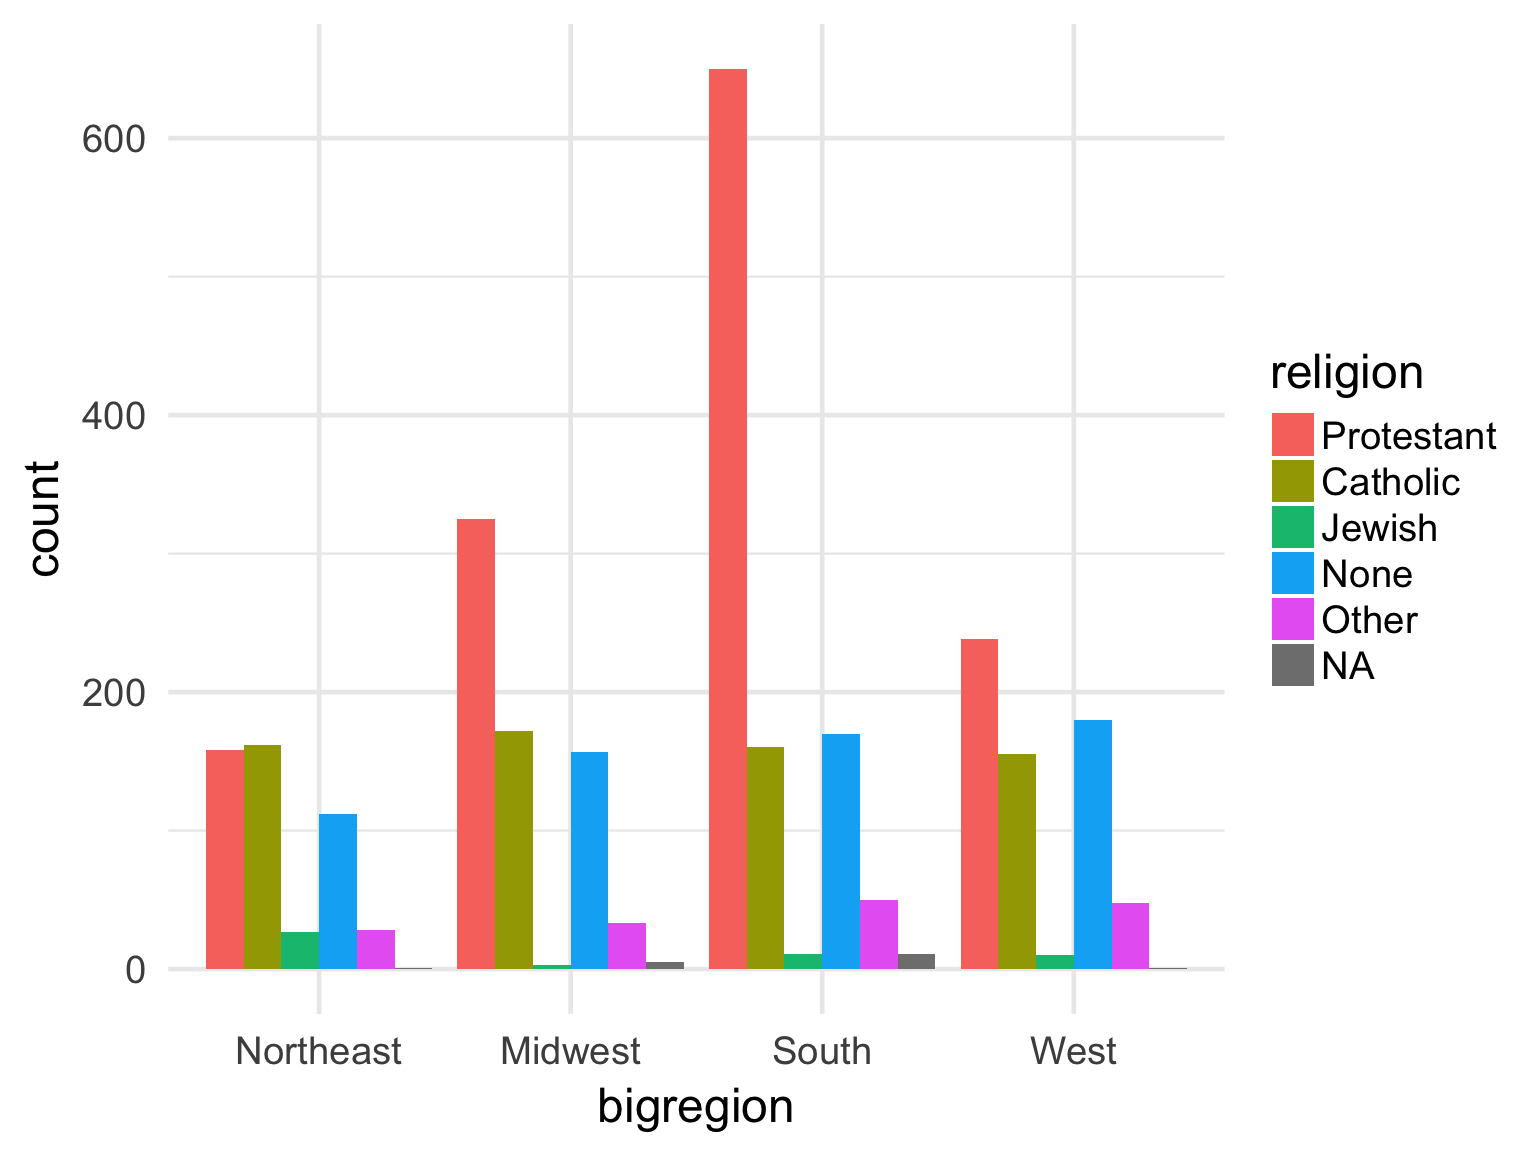 600
400
200
0
count
Northeast Midwest South West
bigregion
religion
Protestant
Catholic
Jewish
None
Other
NA